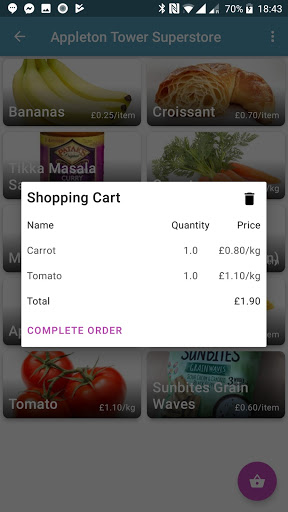 70% 18:43
Appleton Tower Superstore
Bananas £0.25/item
Croissant £0.70/item
PATAK'S
CURRY
Tikka Masala
Shopping Cart
Name Quantity Price
Carrot 1.0 £0.80/kg
Tomato 1.0 £1.10/kg
Total £1.90
COMPLETE ORDER
Tomato £1.10/kg
SUNBITES
GRAIN WAVES
Sunbites Grain
Waves £0.60/item